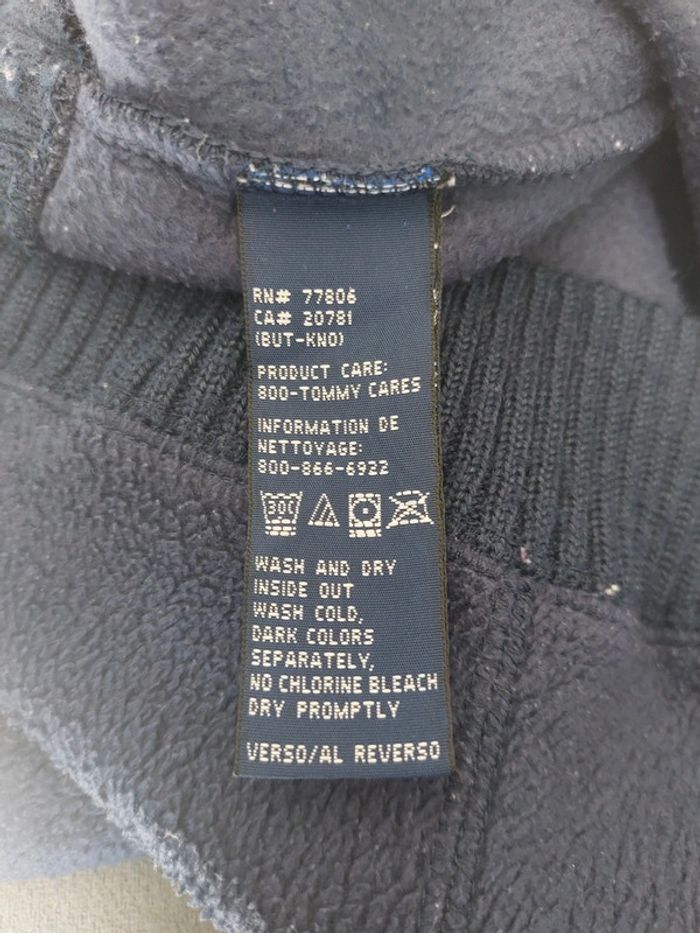 RN# 77806
CA# 20781
(BUT-KNO)
PRODUCT CARE:
800-TOMMY CARES
INFORMATION DE
NETTOYAGE:
800-866-6922
30C
WASH AND DRY
INSIDE OUT
WASH COLD,
DARK COLORS
SEPARATELY,
NO CHLORINE BLEACH
DRY PROMPTLY
VERSO/AL REVERSO